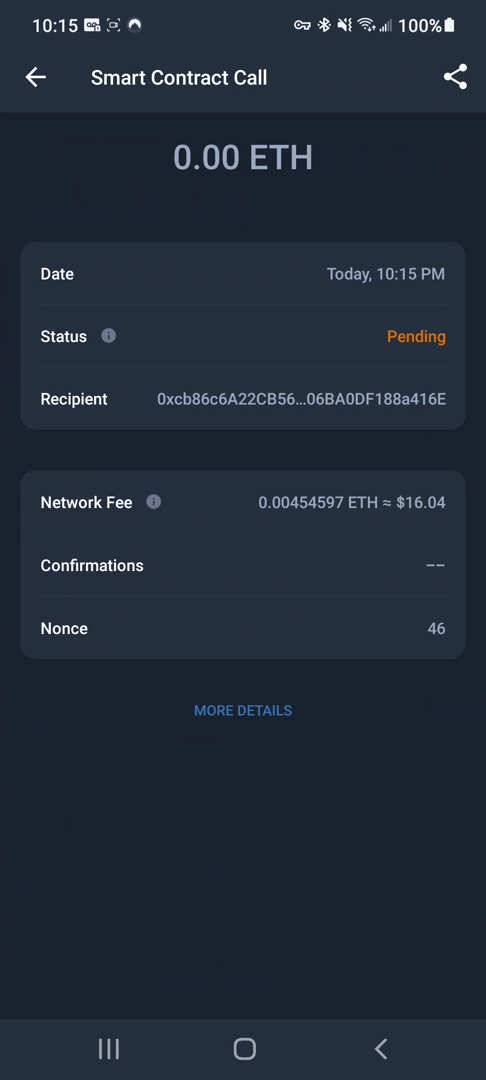 10:15 100%
Smart Contract Call
0.00 ETH
Date Today, 10:15 PM
Status Pending
Recipient 0xcb86c6A22CB56...06BA0DF188a416E
Network Fee 0.00454597 ETH ≈ $16.04
Confirmations --
Nonce 46
MORE DETAILS